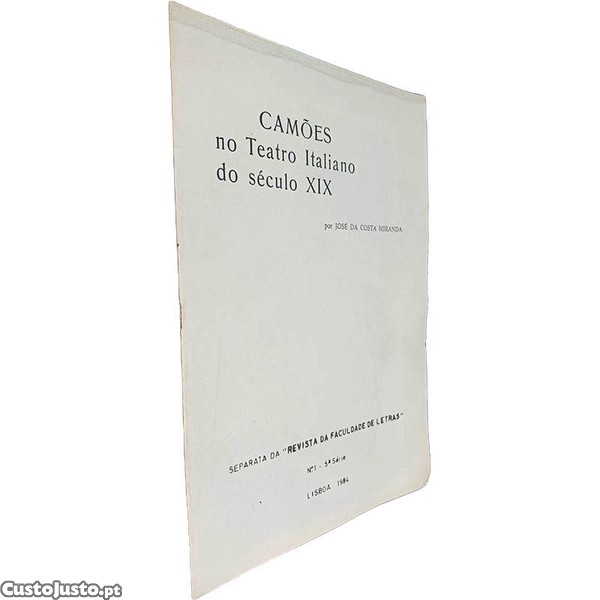 CAMÕES
no Teatro Italiano
do século XIX
por JOSÉ DA COSTA MIRANDA
SEPARATA DA "REVISTA DA FACULDADE DE LETRAS"
Nº1 - 5ª Série
LISBOA 1984
CustoJusto.pt